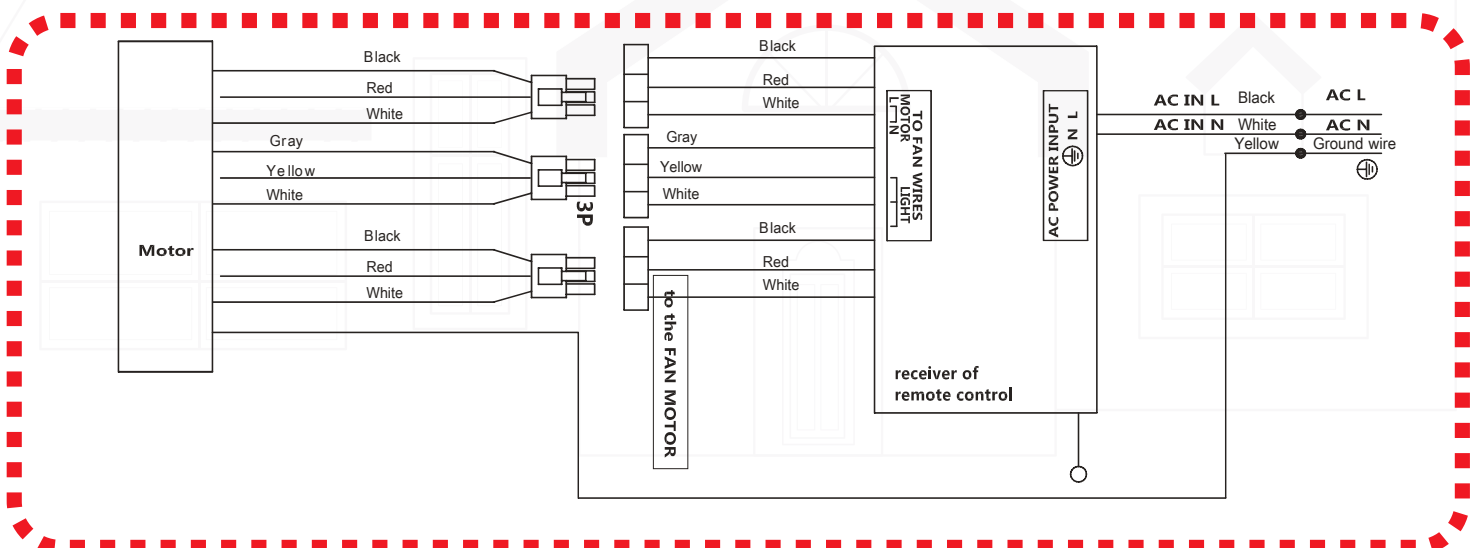 Black
Red
White
Gray
Yellow
White
Black
Red
White
Motor
3P
Black
Red
White
Gray
Yellow
White
Black
Red
White
to the FAN MOTOR
TO FAN WIRES
MOTOR LIGHT
L N
AC POWER INPUT
N L
receiver of
remote control
AC IN L Black AC L
AC IN N White AC N
Yellow Ground wire